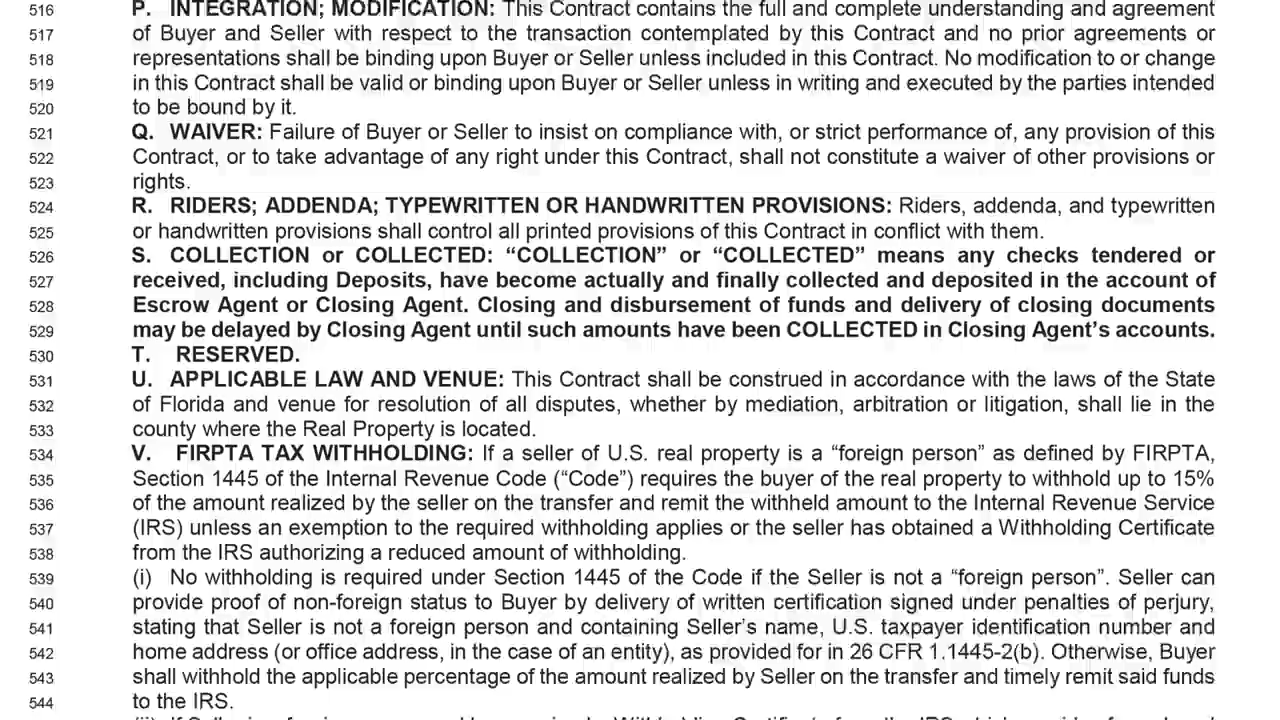 516 P. INTEGRATION; MODIFICATION: This Contract contains the full and complete understanding and agreement
517 of Buyer and Seller with respect to the transaction contemplated by this Contract and no prior agreements or
518 representations shall be binding upon Buyer or Seller unless included in this Contract. No modification to or change
519 in this Contract shall be valid or binding upon Buyer or Seller unless in writing and executed by the parties intended
520 to be bound by it.
521 Q. WAIVER: Failure of Buyer or Seller to insist on compliance with, or strict performance of, any provision of this
522 Contract, or to take advantage of any right under this Contract, shall not constitute a waiver of other provisions or
523 rights.
524 R. RIDERS; ADDENDA; TYPEWRITTEN OR HANDWRITTEN PROVISIONS: Riders, addenda, and typewritten
525 or handwritten provisions shall control all printed provisions of this Contract in conflict with them.
526 S. COLLECTION or COLLECTED: “COLLECTION” or “COLLECTED” means any checks tendered or
527 received, including Deposits, have become actually and finally collected and deposited in the account of
528 Escrow Agent or Closing Agent. Closing and disbursement of funds and delivery of closing documents
529 may be delayed by Closing Agent until such amounts have been COLLECTED in Closing Agent’s accounts.
530 T. RESERVED.
531 U. APPLICABLE LAW AND VENUE: This Contract shall be construed in accordance with the laws of the State
532 of Florida and venue for resolution of all disputes, whether by mediation, arbitration or litigation, shall lie in the
533 county where the Real Property is located.
534 V. FIRPTA TAX WITHHOLDING: If a seller of U.S. real property is a “foreign person” as defined by FIRPTA,
535 Section 1445 of the Internal Revenue Code (“Code”) requires the buyer of the real property to withhold up to 15%
536 of the amount realized by the seller on the transfer and remit the withheld amount to the Internal Revenue Service
537 (IRS) unless an exemption to the required withholding applies or the seller has obtained a Withholding Certificate
538 from the IRS authorizing a reduced amount of withholding.
539 (i) No withholding is required under Section 1445 of the Code if the Seller is not a “foreign person”. Seller can
540 provide proof of non-foreign status to Buyer by delivery of written certification signed under penalties of perjury,
541 stating that Seller is not a foreign person and containing Seller’s name, U.S. taxpayer identification number and
542 home address (or office address, in the case of an entity), as provided for in 26 CFR 1.1445-2(b). Otherwise, Buyer
543 shall withhold the applicable percentage of the amount realized by Seller on the transfer and timely remit said funds
544 to the IRS.